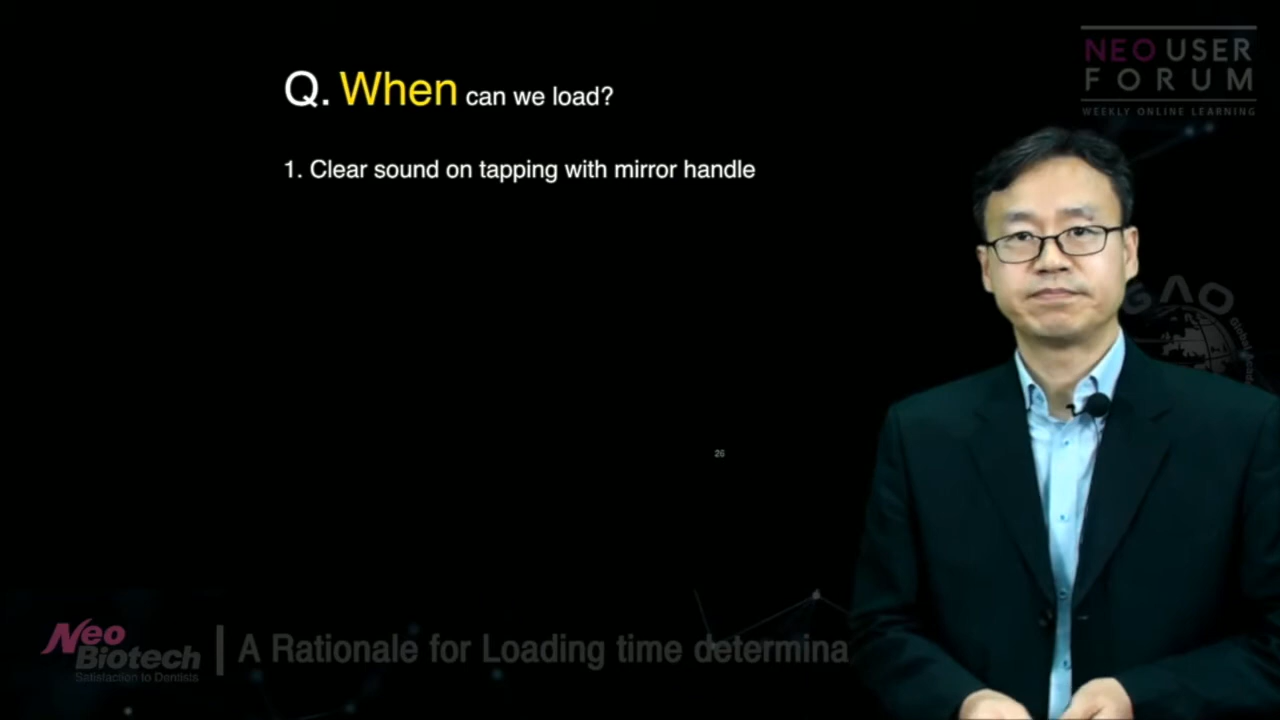 NEO USER
FORUM
WEEKLY ONLINE LEARNING
Q. When can we load?
1. Clear sound on tapping with mirror handle
GAO
26
Neo
Biotech
Satisfaction to Dentists
A Rationale for Loading time determina